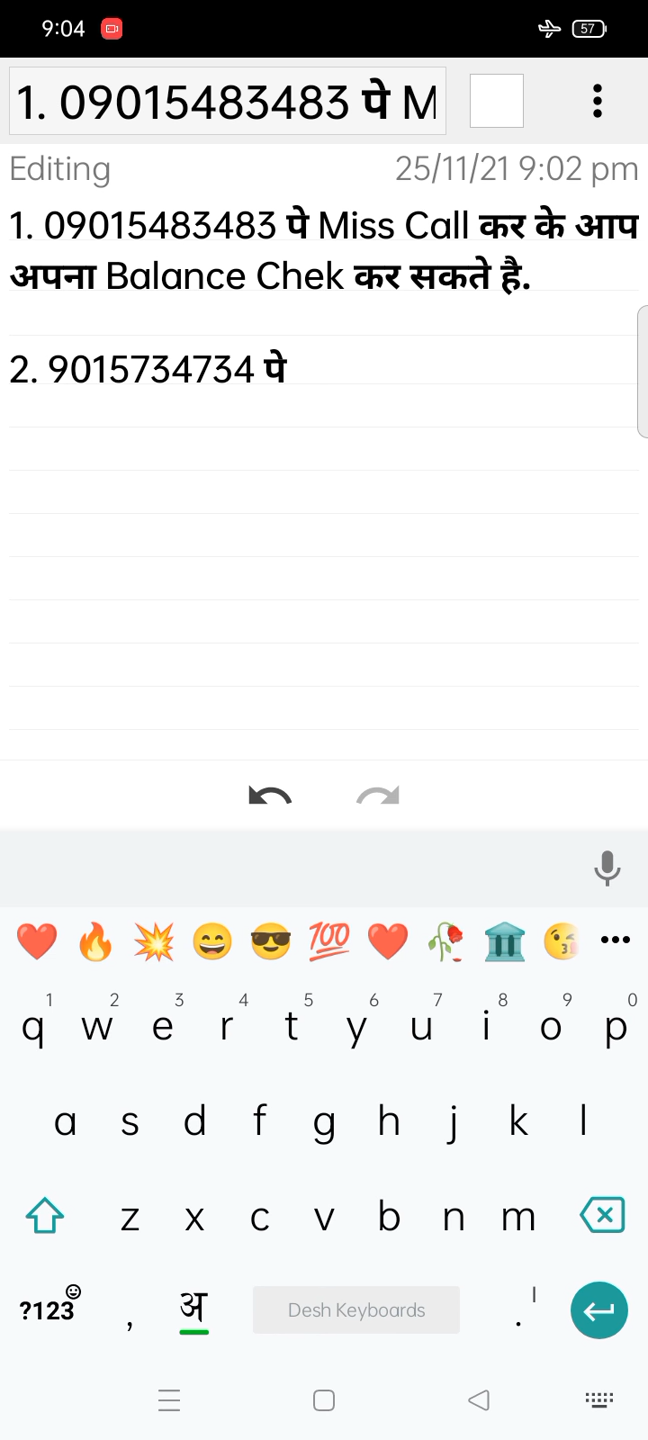 9:04 57
1. 09015483483 पे M
Editing 25/11/21 9:02 pm
1. 09015483483 पे Miss Call कर के आप
अपना Balance Chek कर सकते है.
2. 9015734734 पे
1 2 3 4 5 6 7 8 9 0
q w e r t y u i o p
a s d f g h j k l
z x c v b n m
?123 , अ Desh Keyboards . |